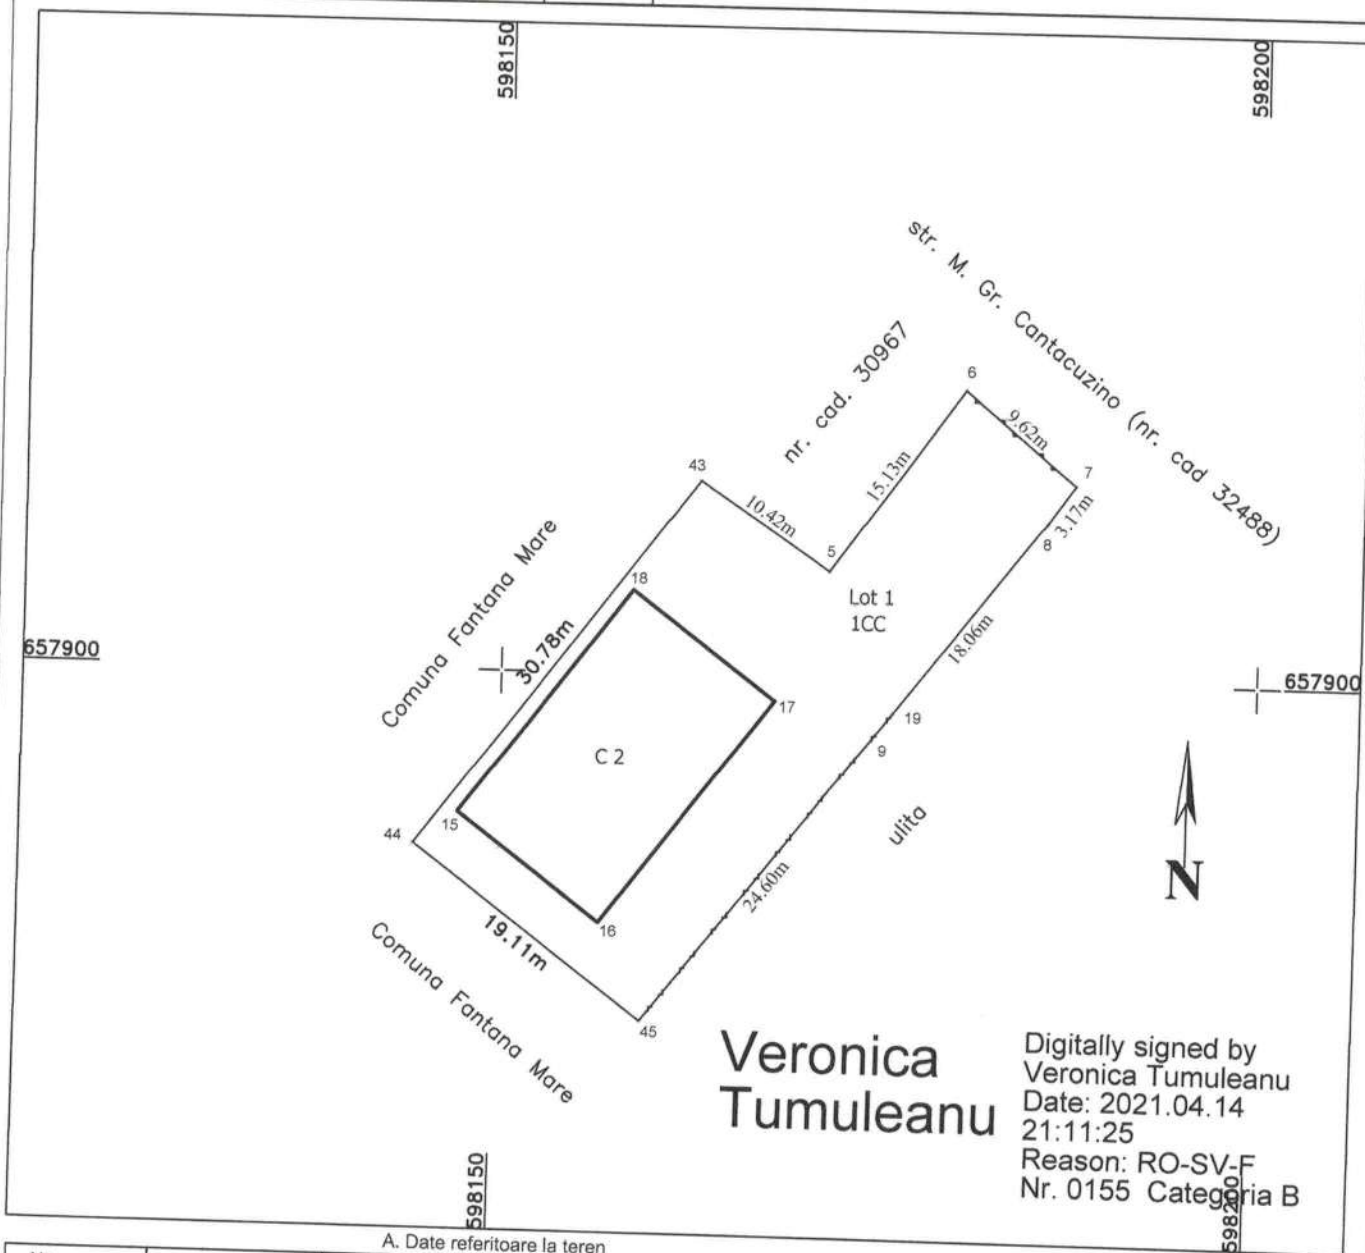 598150
598200
str. M. Gr. Cantacuzino (nr. cad 32488)
nr. cad. 30967
6
9.62m
7
3.17m
8
43
10.42m
15.13m
5
Lot 1
1CC
18.06m
Comuna Fantana Mare
18
30.78m
657900
657900
17
19
9
C 2
15
44
ulita
24.60m
N
16
19.11m
Comuna Fantana Mare
45
Veronica
Tumuleanu
Digitally signed by
Veronica Tumuleanu
Date: 2021.04.14
21:11:25
Reason: RO-SV-F
Nr. 0155 Categoria B
598150
598200
A. Date referitoare la teren